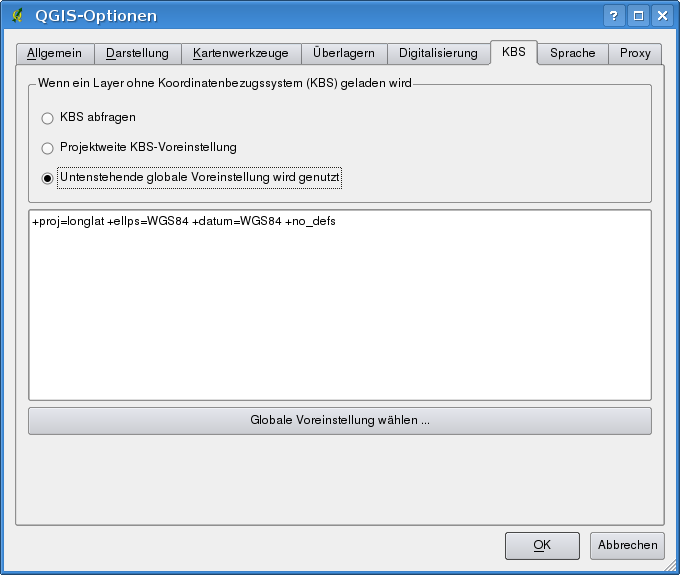 QGIS-Optionen
Allgemein Darstellung Kartenwerkzeuge Überlagern Digitalisierung KBS Sprache Proxy
Wenn ein Layer ohne Koordinatenbezugssystem (KBS) geladen wird
KBS abfragen
Projektweite KBS-Voreinstellung
Untenstehende globale Voreinstellung wird genutzt
+proj=longlat +ellps=WGS84 +datum=WGS84 +no_defs
Globale Voreinstellung wählen ...
OK Abbrechen